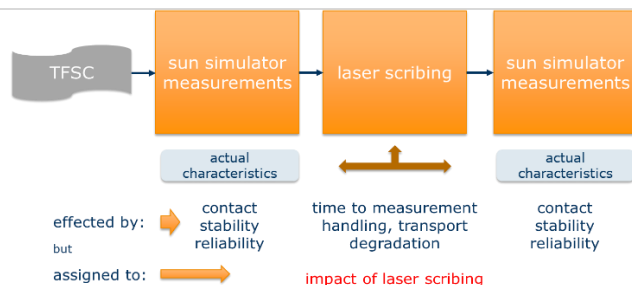 TFSC
sun simulator
measurements
laser scribing
sun simulator
measurements
actual
characteristics
actual
characteristics
effected by:
contact
stability
reliability
time to measurement
handling, transport
degradation
contact
stability
reliability
but
assigned to:
impact of laser scribing